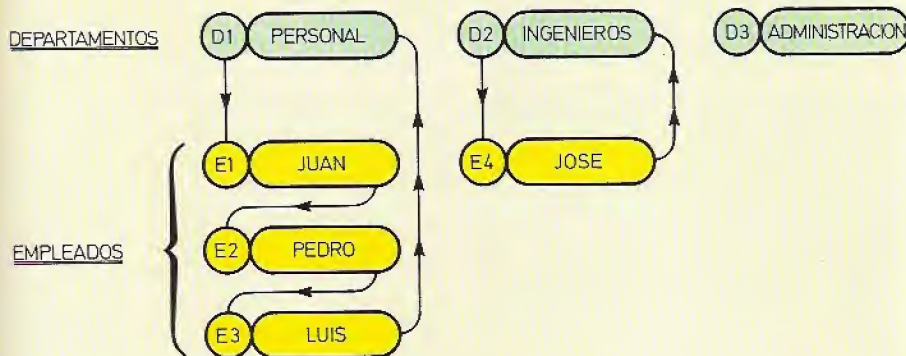 DEPARTAMENTOS D1 PERSONAL D2 INGENIEROS D3 ADMINISTRACION
E1 JUAN E4 JOSE
EMPLEADOS E2 PEDRO
E3 LUIS